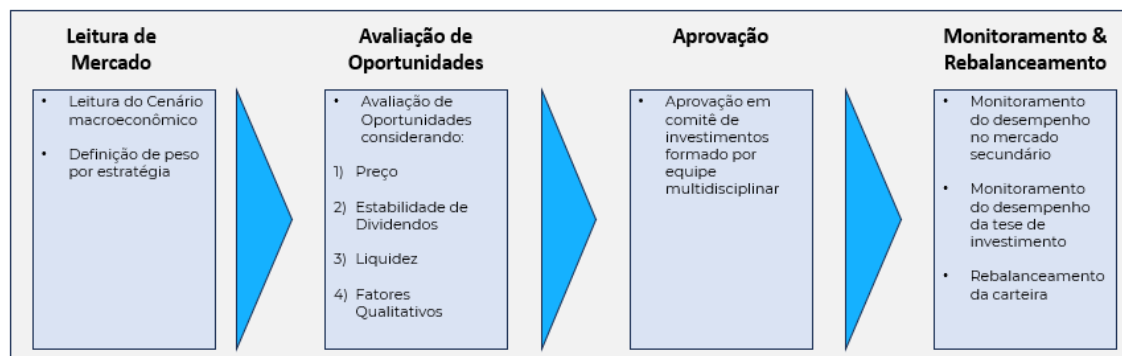 Leitura de
Mercado
• Leitura do Cenário
macroeconômico
• Definição de peso
por estratégia
Avaliação de
Oportunidades
• Avaliação de
Oportunidades
considerando:
1) Preço
2) Estabilidade de
Dividendos
3) Liquidez
4) Fatores
Qualitativos
Aprovação
• Aprovação em
comitê de
investimentos
formado por
equipe
multidisciplinar
Monitoramento &
Rebalanceamento
• Monitoramento
do desempenho
no mercado
secundário
• Monitoramento
do desempenho
da tese de
investimento
• Rebalanceamento
da carteira